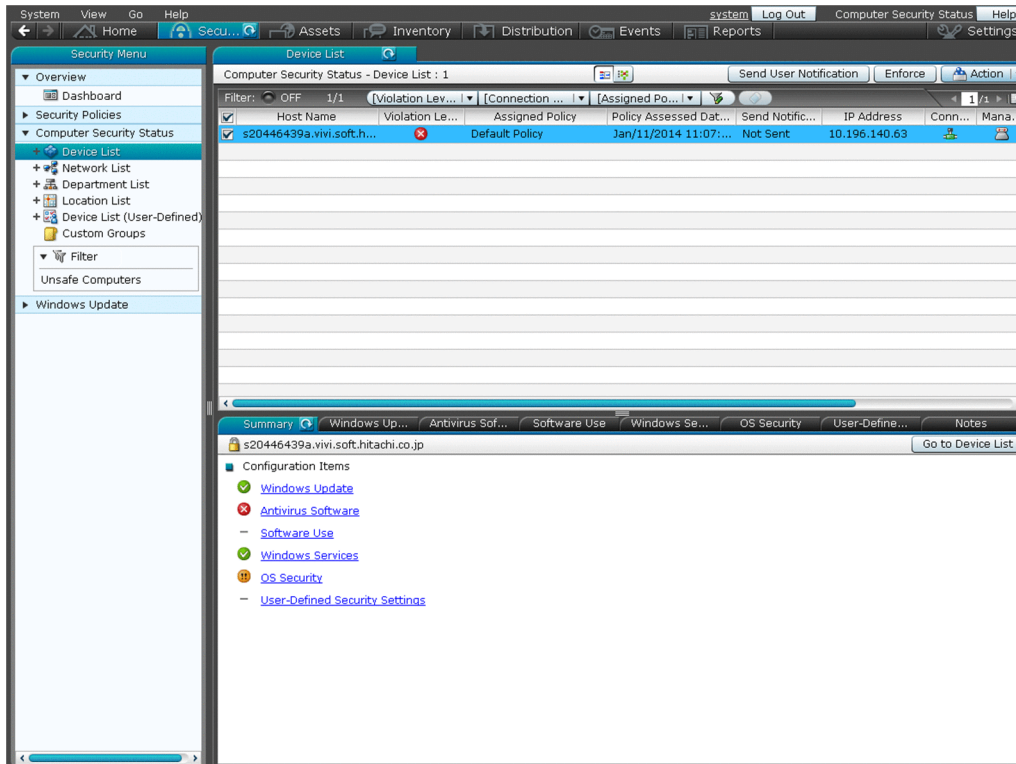 System View Go Help system Log Out Computer Security Status Help
Home Secu... Assets Inventory Distribution Events Reports Settings
Security Menu
Overview
Dashboard
Security Policies
Computer Security Status
Device List
Network List
Department List
Location List
Device List (User-Defined)
Custom Groups
Filter
Unsafe Computers
Windows Update
Device List
Computer Security Status - Device List : 1 Send User Notification Enforce Action
Filter: OFF 1/1 [Violation Lev... [Connection ... [Assigned Po... 1 /1
Host Name Violation Le... Assigned Policy Policy Assessed Dat... Send Notific... IP Address Conn... Mana.
s20446439a.vivi.soft.h... Default Policy Jan/11/2014 11:07:... Not Sent 10.196.140.63
Summary Windows Up... Antivirus Sof... Software Use Windows Se... OS Security User-Define... Notes
s20446439a.vivi.soft.hitachi.co.jp Go to Device List
Configuration Items
Windows Update
Antivirus Software
– Software Use
Windows Services
!! OS Security
– User-Defined Security Settings